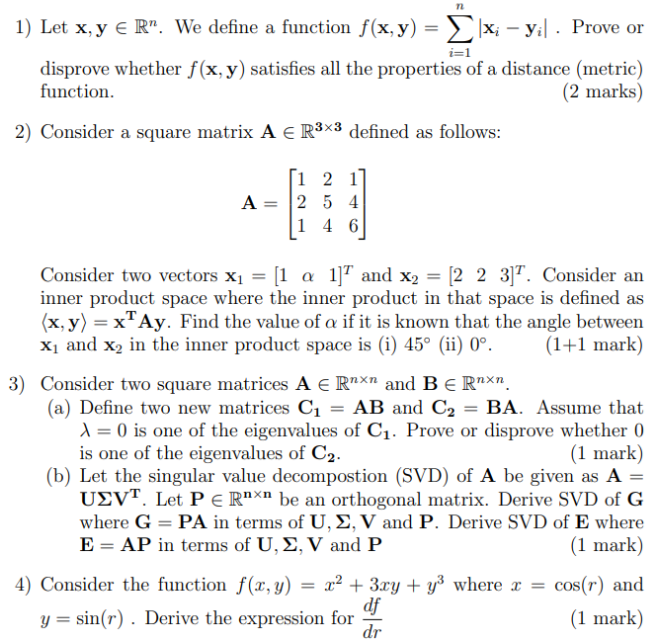 1) Let x, y ∈ ℝⁿ. We define a function f(x, y) = ∑ᵢ₌₁ⁿ |xᵢ − yᵢ| . Prove or
disprove whether f(x, y) satisfies all the properties of a distance (metric)
function. (2 marks)
2) Consider a square matrix A ∈ ℝ³ˣ³ defined as follows:
A = [1 2 1
2 5 4
1 4 6]
Consider two vectors x₁ = [1 α 1]ᵀ and x₂ = [2 2 3]ᵀ. Consider an
inner product space where the inner product in that space is defined as
⟨x, y⟩ = xᵀAy. Find the value of α if it is known that the angle between
x₁ and x₂ in the inner product space is (i) 45° (ii) 0°. (1+1 mark)
3) Consider two square matrices A ∈ ℝⁿˣⁿ and B ∈ ℝⁿˣⁿ.
(a) Define two new matrices C₁ = AB and C₂ = BA. Assume that
λ = 0 is one of the eigenvalues of C₁. Prove or disprove whether 0
is one of the eigenvalues of C₂. (1 mark)
(b) Let the singular value decompostion (SVD) of A be given as A =
UΣVᵀ. Let P ∈ ℝⁿˣⁿ be an orthogonal matrix. Derive SVD of G
where G = PA in terms of U, Σ, V and P. Derive SVD of E where
E = AP in terms of U, Σ, V and P (1 mark)
4) Consider the function f(x, y) = x² + 3xy + y³ where x = cos(r) and
y = sin(r) . Derive the expression for df/dr (1 mark)